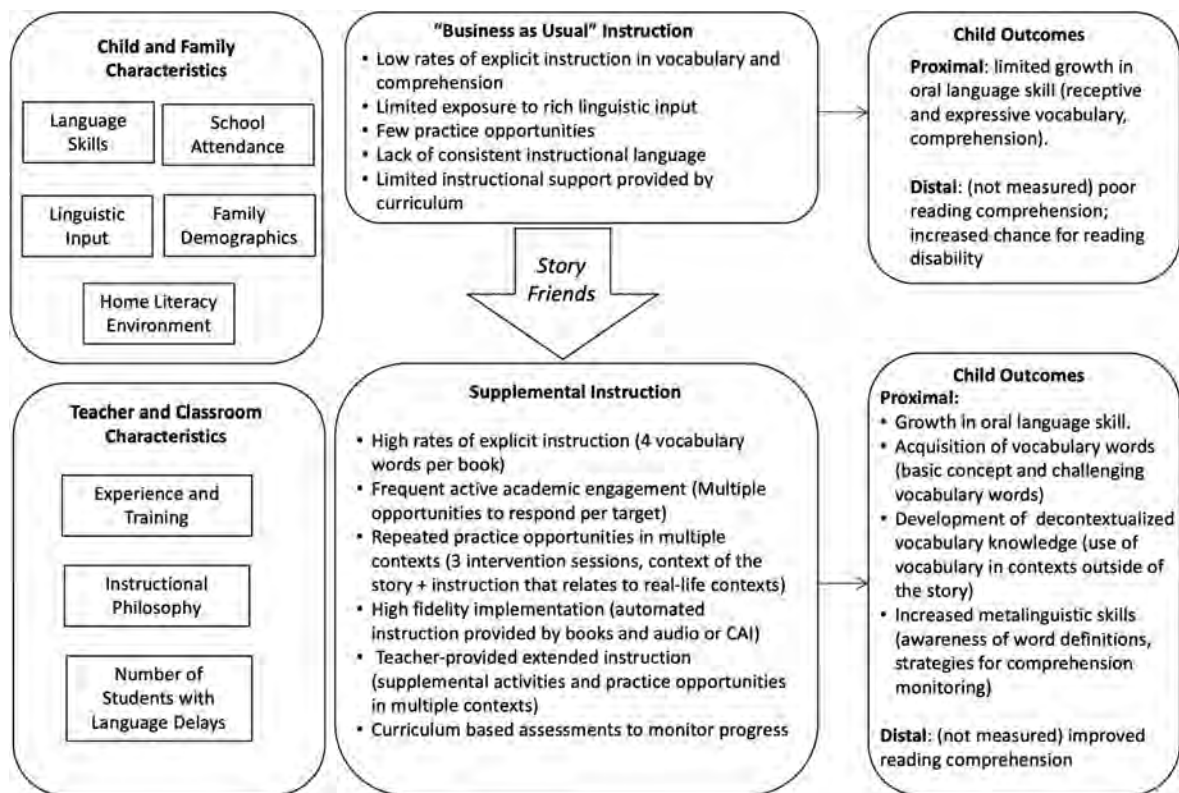 Child and Family
Characteristics
Language
Skills
School
Attendance
Linguistic
Input
Family
Demographics
Home Literacy
Environment
Teacher and Classroom
Characteristics
Experience and
Training
Instructional
Philosophy
Number of
Students with
Language Delays
"Business as Usual" Instruction
• Low rates of explicit instruction in vocabulary and
comprehension
• Limited exposure to rich linguistic input
• Few practice opportunities
• Lack of consistent instructional language
• Limited instructional support provided by
curriculum
Story
Friends
Supplemental Instruction
• High rates of explicit instruction (4 vocabulary
words per book)
• Frequent active academic engagement (Multiple
opportunities to respond per target)
• Repeated practice opportunities in multiple
contexts (3 intervention sessions, context of the
story + instruction that relates to real-life contexts)
• High fidelity implementation (automated
instruction provided by books and audio or CAI)
• Teacher-provided extended instruction
(supplemental activities and practice opportunities
in multiple contexts)
• Curriculum based assessments to monitor progress
Child Outcomes
Proximal: limited growth in
oral language skill (receptive
and expressive vocabulary,
comprehension).
Distal: (not measured) poor
reading comprehension;
increased chance for reading
disability
Child Outcomes
Proximal:
• Growth in oral language skill.
• Acquisition of vocabulary words
(basic concept and challenging
vocabulary words)
• Development of decontextualized
vocabulary knowledge (use of
vocabulary in contexts outside of
the story)
• Increased metalinguistic skills
(awareness of word definitions,
strategies for comprehension
monitoring)
Distal: (not measured) improved
reading comprehension